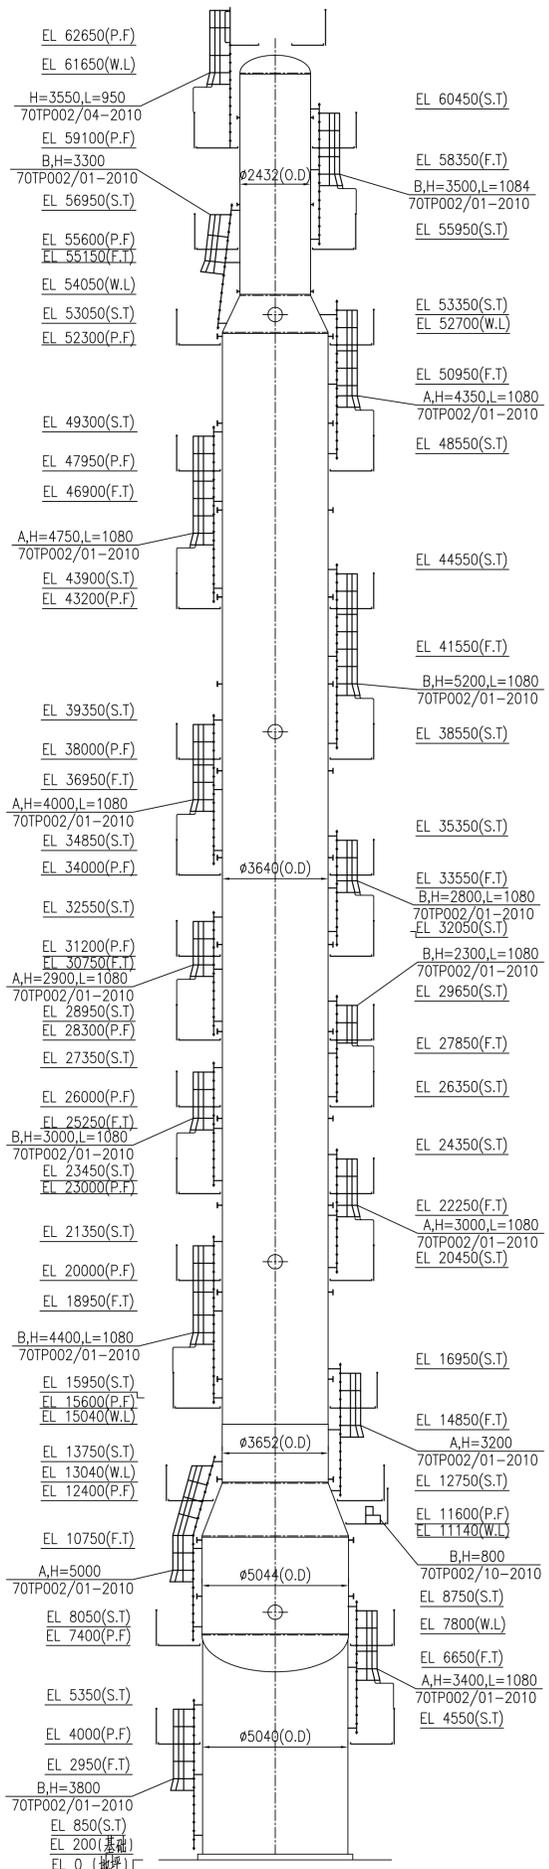 EL 62650(P.F)
EL 61650(W.L)
H=3550,L=950
70TP002/04-2010
EL 59100(P.F)
B,H=3300
70TP002/01-2010
EL 56950(S.T)
EL 55600(P.F)
EL 55150(F.T)
EL 54050(W.L)
EL 53050(S.T)
EL 52300(P.F)
EL 49300(S.T)
EL 47950(P.F)
EL 46900(F.T)
A,H=4750,L=1080
70TP002/01-2010
EL 43900(S.T)
EL 43200(P.F)
EL 39350(S.T)
EL 38000(P.F)
EL 36950(F.T)
A,H=4000,L=1080
70TP002/01-2010
EL 34850(S.T)
EL 34000(P.F)
EL 32550(S.T)
EL 31200(P.F)
EL 30750(F.T)
A,H=2900,L=1080
70TP002/01-2010
EL 28950(S.T)
EL 28300(P.F)
EL 27350(S.T)
EL 26000(P.F)
EL 25250(F.T)
B,H=3000,L=1080
70TP002/01-2010
EL 23450(S.T)
EL 23000(P.F)
EL 21350(S.T)
EL 20000(P.F)
EL 18950(F.T)
B,H=4400,L=1080
70TP002/01-2010
EL 15950(S.T)
EL 15600(P.F)
EL 15040(W.L)
EL 13750(S.T)
EL 13040(W.L)
EL 12400(P.F)
EL 10750(F.T)
A,H=5000
70TP002/01-2010
EL 8050(S.T)
EL 7400(P.F)
EL 5350(S.T)
EL 4000(P.F)
EL 2950(F.T)
B,H=3800
70TP002/01-2010
EL 850(S.T)
EL 200(基础)
EL 0 (地坪)
ø2432(O.D)
ø3640(O.D)
ø3652(O.D)
ø5044(O.D)
ø5040(O.D)
EL 60450(S.T)
EL 58350(F.T)
B,H=3500,L=1084
70TP002/01-2010
EL 55950(S.T)
EL 53350(S.T)
EL 52700(W.L)
EL 50950(F.T)
A,H=4350,L=1080
70TP002/01-2010
EL 48550(S.T)
EL 44550(S.T)
EL 41550(F.T)
B,H=5200,L=1080
70TP002/01-2010
EL 38550(S.T)
EL 35350(S.T)
EL 33550(F.T)
B,H=2800,L=1080
70TP002/01-2010
EL 32050(S.T)
B,H=2300,L=1080
70TP002/01-2010
EL 29650(S.T)
EL 27850(F.T)
EL 26350(S.T)
EL 24350(S.T)
EL 22250(F.T)
A,H=3000,L=1080
70TP002/01-2010
EL 20450(S.T)
EL 16950(S.T)
EL 14850(F.T)
A,H=3200
70TP002/01-2010
EL 12750(S.T)
EL 11600(P.F)
EL 11140(W.L)
B,H=800
70TP002/10-2010
EL 8750(S.T)
EL 7800(W.L)
EL 6650(F.T)
A,H=3400,L=1080
70TP002/01-2010
EL 4550(S.T)